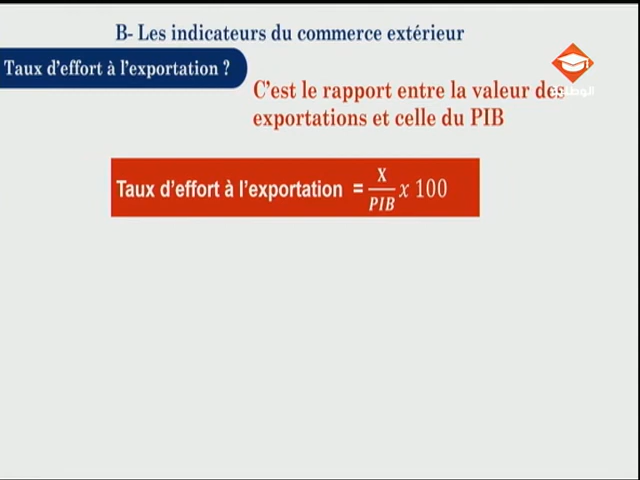 B- Les indicateurs du commerce extérieur
Taux d'effort à l'exportation ?
C'est le rapport entre la valeur des
exportations et celle du PIB
Taux d'effort à l'exportation = X/PIB x 100